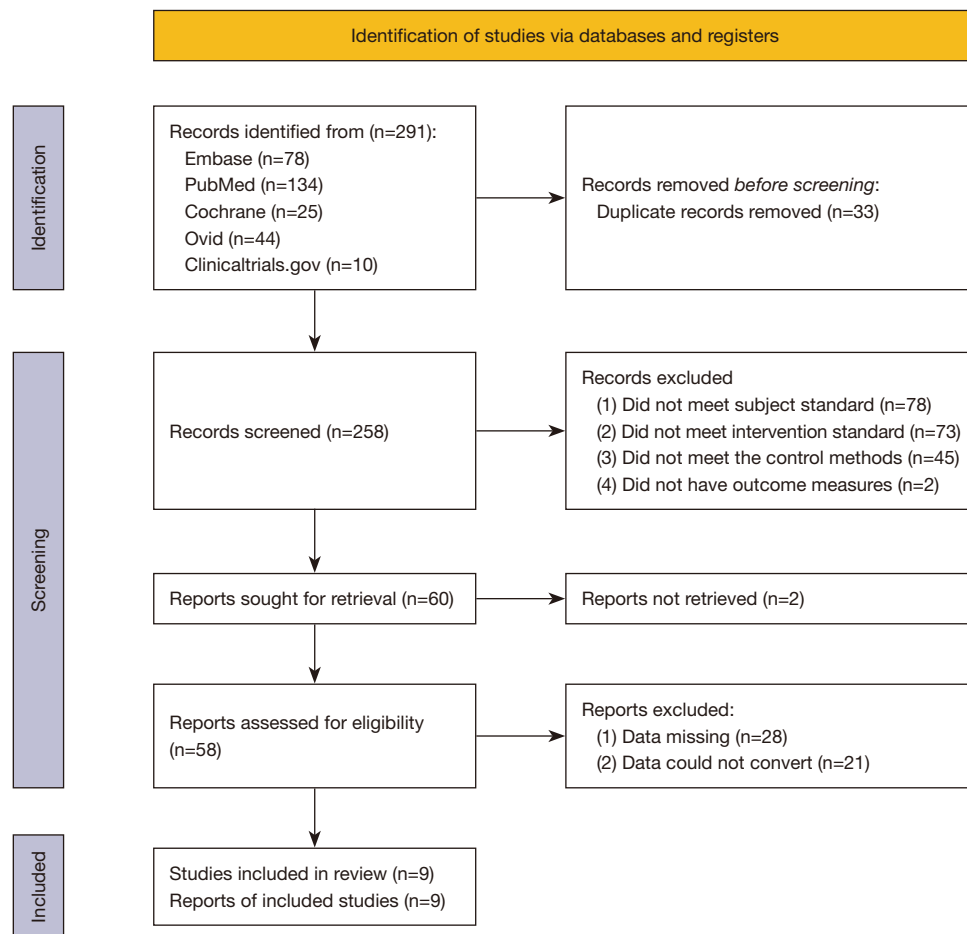 Identification of studies via databases and registers
Identification
Records identified from (n=291):
Embase (n=78)
PubMed (n=134)
Cochrane (n=25)
Ovid (n=44)
Clinicaltrials.gov (n=10)
Records removed before screening:
Duplicate records removed (n=33)
Screening
Records screened (n=258)
Records excluded
(1) Did not meet subject standard (n=78)
(2) Did not meet intervention standard (n=73)
(3) Did not meet the control methods (n=45)
(4) Did not have outcome measures (n=2)
Reports sought for retrieval (n=60)
Reports not retrieved (n=2)
Reports assessed for eligibility
(n=58)
Reports excluded:
(1) Data missing (n=28)
(2) Data could not convert (n=21)
Included
Studies included in review (n=9)
Reports of included studies (n=9)